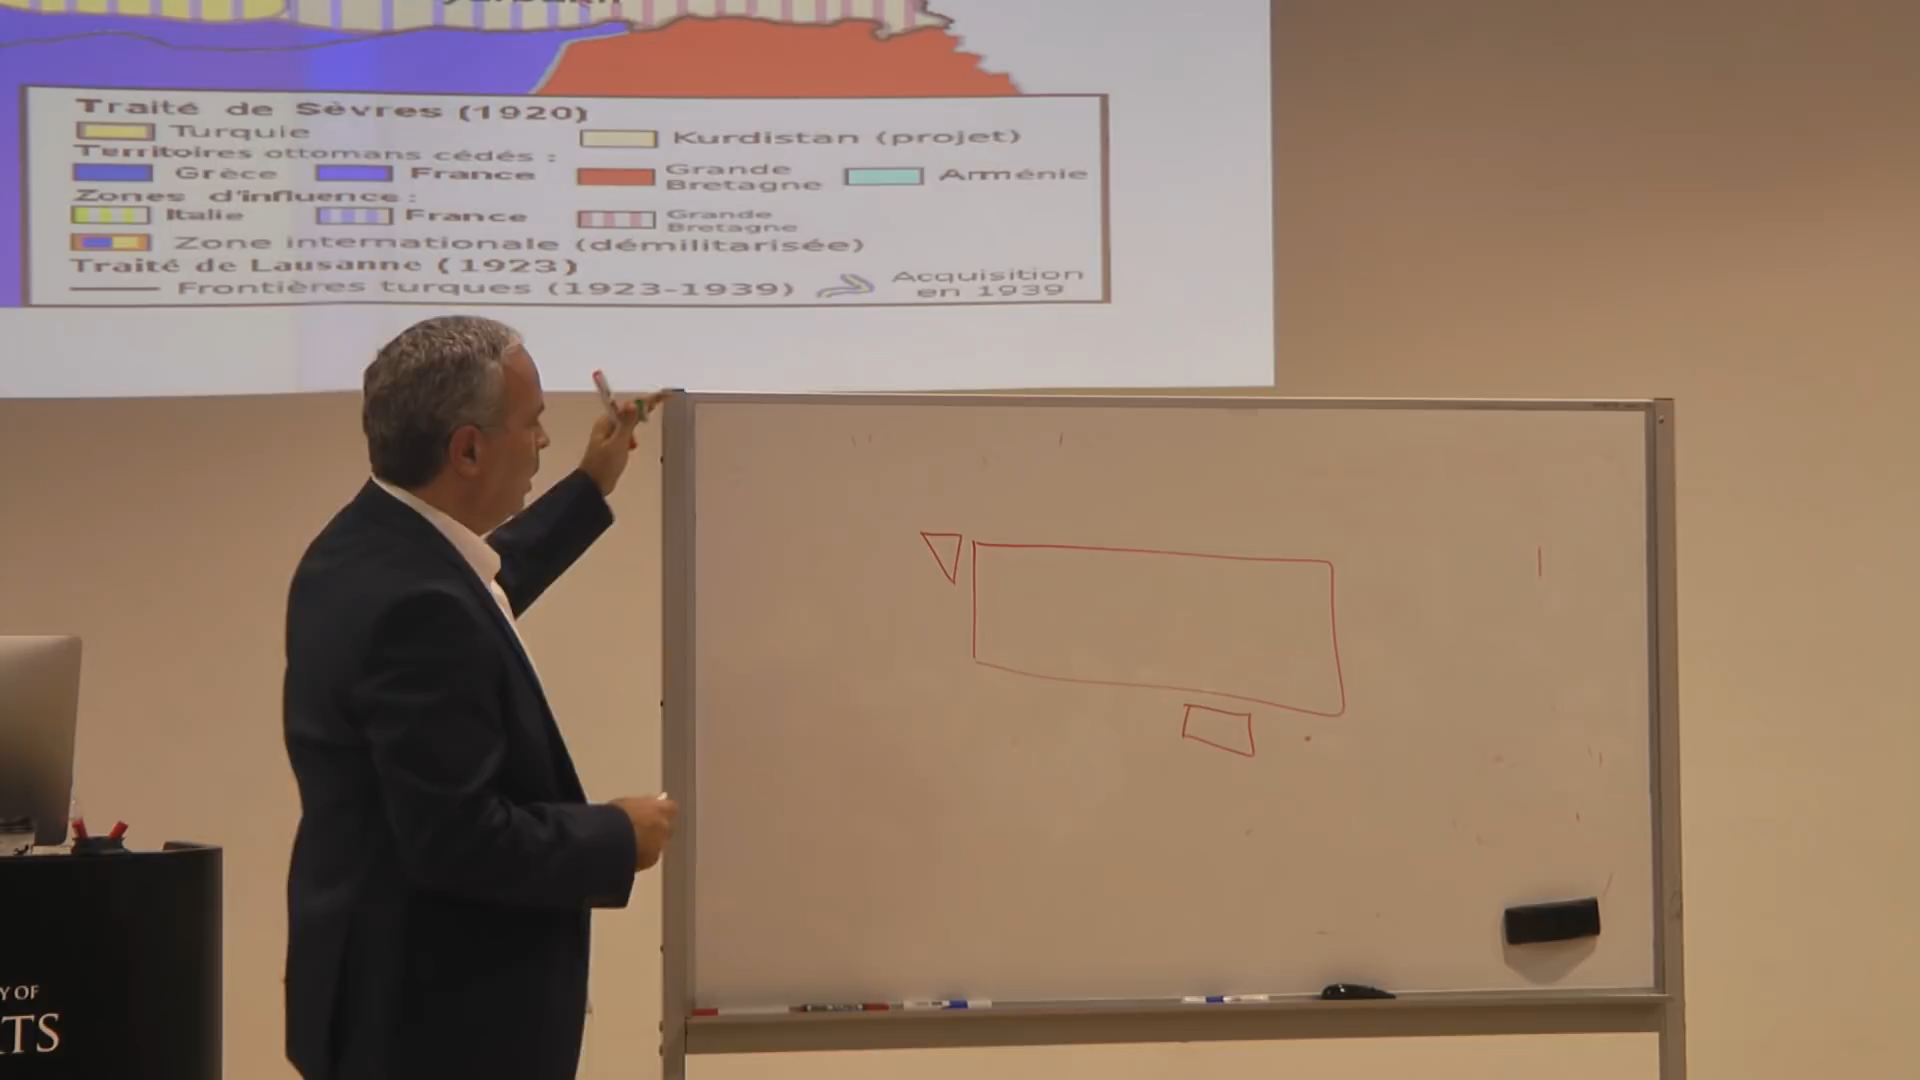 Traité de Sèvres (1920)
Turquie
Kurdistan (projet)
Territoires ottomans cédés :
Grèce
France
Grande
Bretagne
Arménie
Zones d'influence :
Italie
France
Grande
Bretagne
Zone internationale (démilitarisée)
Traité de Lausanne (1923)
Frontières turques (1923-1939)
Acquisition
en 1939
Y OF
TS